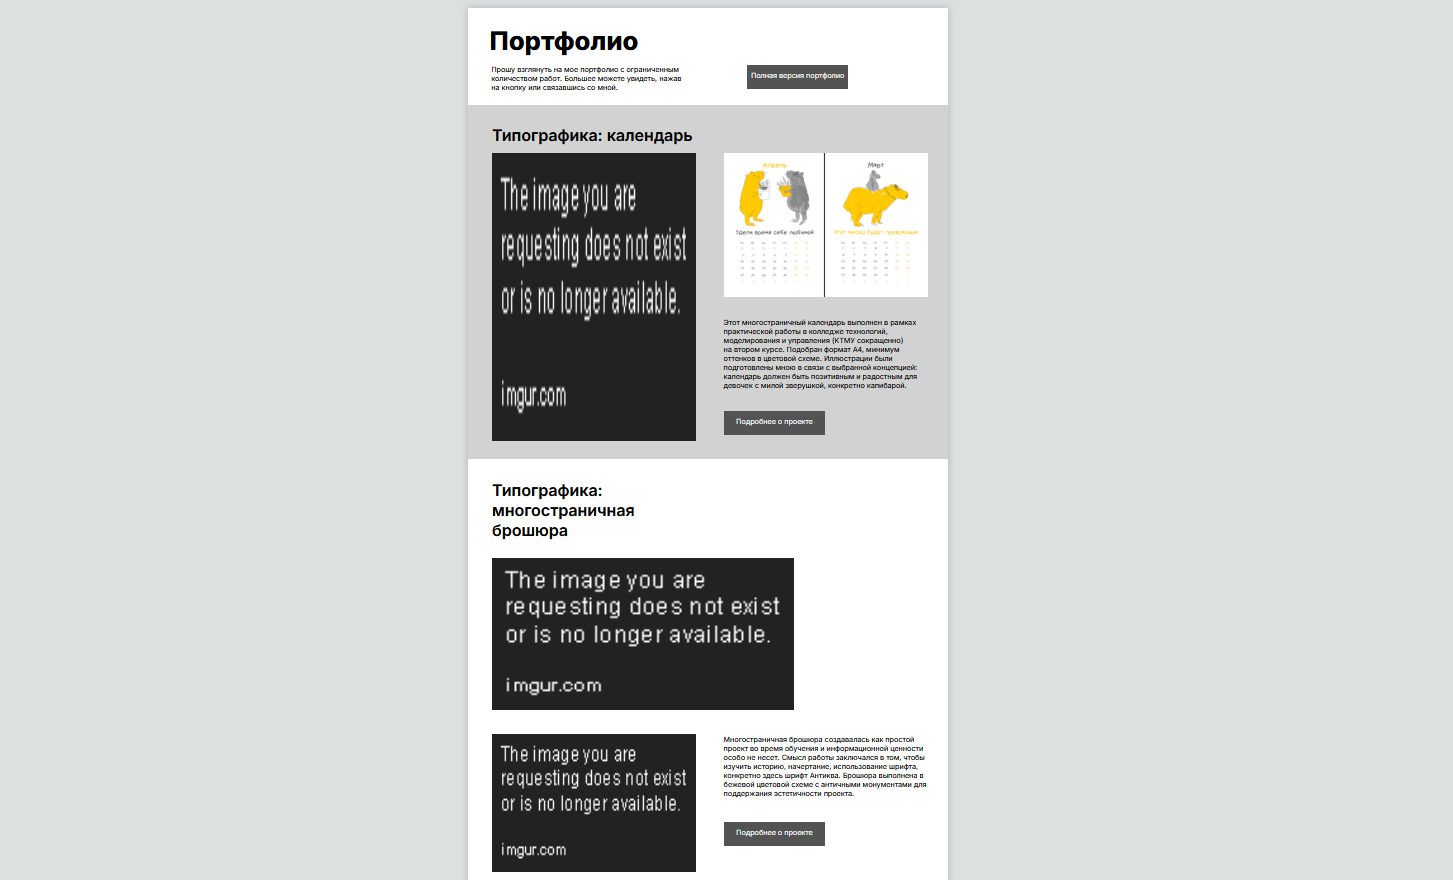 Портфолио
Прошу взглянуть на мое портфолио с ограниченным
количеством работ. Большее можете увидеть, нажав
на кнопку или связавшись со мной.
Полная версия портфолио
Типографика: календарь
The image you are
requesting does not exist
or is no longer available.
imgur.com
Апрель
Март
Удели время себе любимой
Этот месяц будет прекрасным
Этот многостраничный календарь выполнен в рамках
практической работы в колледже технологий,
моделирования и управления (КТМУ сокращенно)
на втором курсе. Подобран формат А4, минимум
оттенков в цветовой схеме. Иллюстрации были
подготовлены мною в связи с выбранной концепцией:
календарь должен быть позитивным и радостным для
девочек с милой зверушкой, конкретно капибарой.
Подробнее о проекте
Типографика:
многостраничная
брошюра
The image you are
requesting does not exist
or is no longer available.
imgur.com
The image you are
requesting does not exist
or is no longer available.
imgur.com
Многостраничная брошюра создавалась как простой
проект во время обучения и информационной ценности
особо не несет. Смысл работы заключался в том, чтобы
изучить историю, начертание, использование шрифта,
конкретно здесь шрифт Антиква. Брошюра выполнена в
бежевой цветовой схеме с античными монументами для
поддержания эстетичности проекта.
Подробнее о проекте